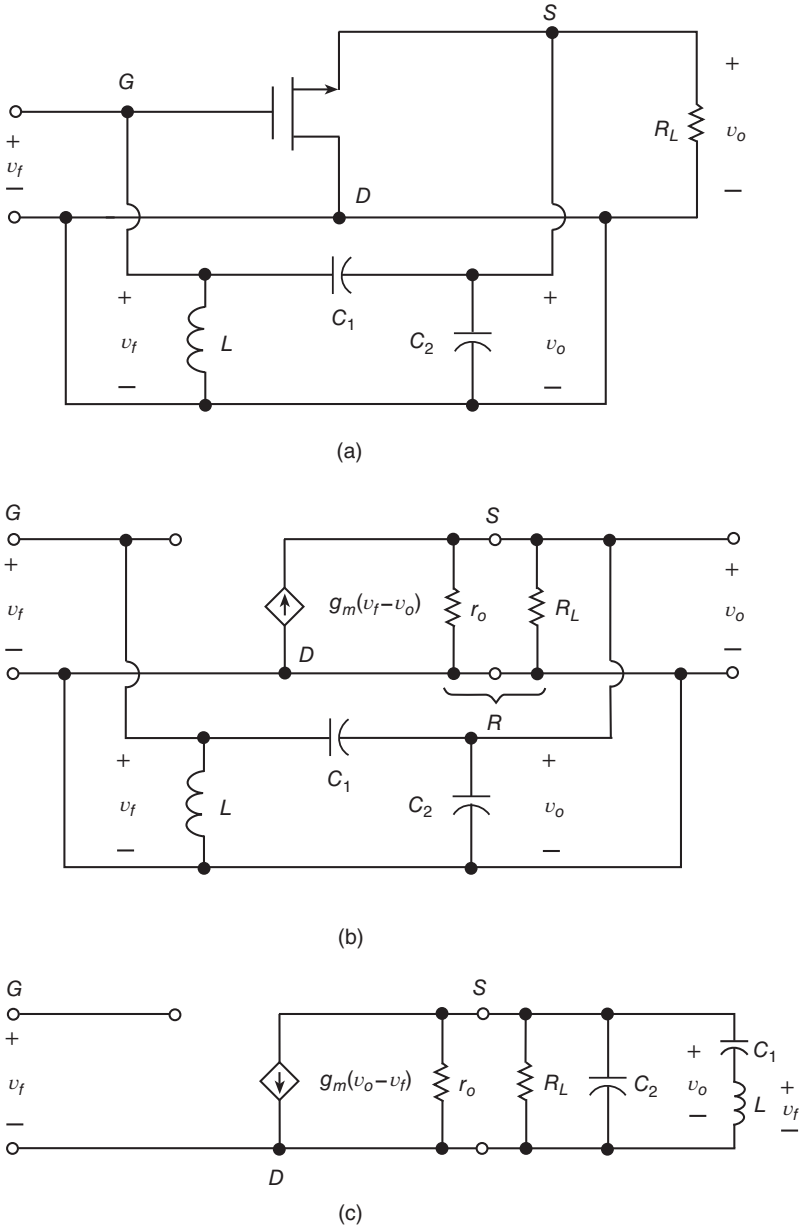 S
G
+
v_f
−
D
R_L
+
v_o
−
+
v_f
−
L
C_1
C_2
+
v_o
−
(a)
G
+
v_f
−
g_m(v_f−v_o)
D
r_o
S
R_L
R
+
v_o
−
+
v_f
−
L
C_1
C_2
+
v_o
−
(b)
G
+
v_f
−
g_m(v_o−v_f)
D
r_o
S
R_L
C_2
+
v_o
−
C_1
L
+
v_f
−
(c)